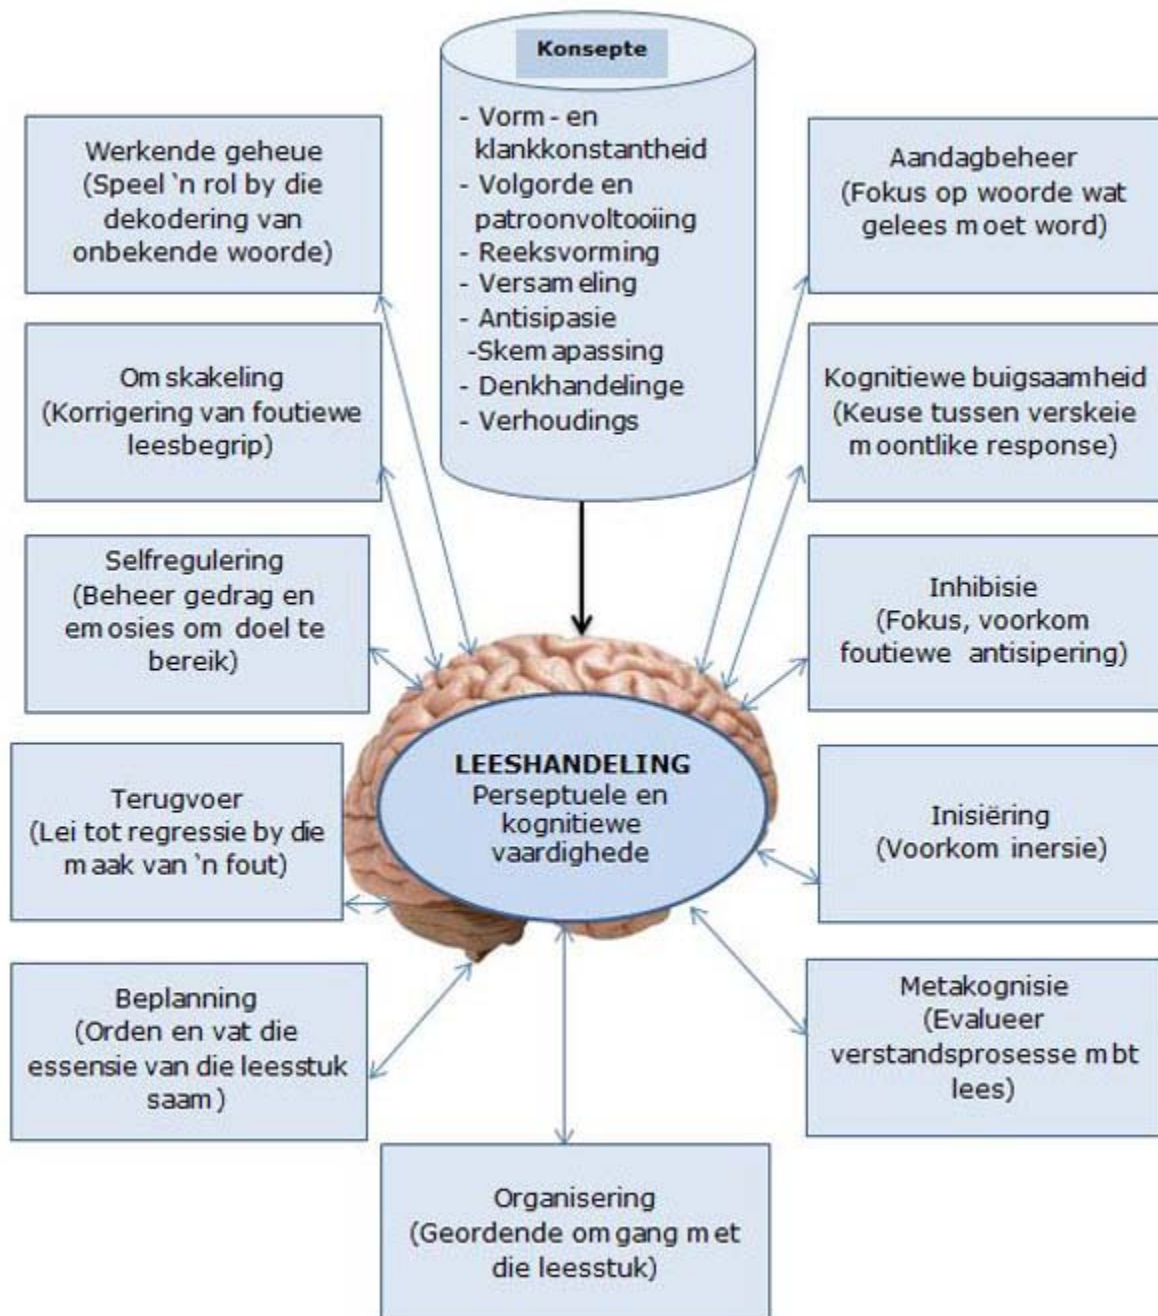 Konsepte
- Vorm- en
klankkonstantheid
- Volgorde en
patroonvoltooiing
- Reeksvorming
- Versameling
- Antisipasie
-Skemapassing
- Denkhandelinge
- Verhoudings
Werkende geheue
(Speel ‘n rol by die
dekodering van
onbekende woorde)
Omskakeling
(Korrigering van foutiewe
leesbegrip)
Selfregulering
(Beheer gedrag en
emosies om doel te
bereik)
Terugvoer
(Lei tot regressie by die
maak van ‘n fout)
Beplanning
(Orden en vat die
essensie van die leesstuk
saam)
LEESHANDELING
Perseptuele en
kognitiewe
vaardighede
Aandagbeheer
(Fokus op woorde wat
gelees moet word)
Kognitiewe buigsaamheid
(Keuse tussen verskeie
moontlike response)
Inhibisie
(Fokus, voorkom
foutiewe antisipering)
Inisiëring
(Voorkom inersie)
Metakognisie
(Evalueer
verstandsprosesse mbt
lees)
Organisering
(Geordende omgang met
die leesstuk)